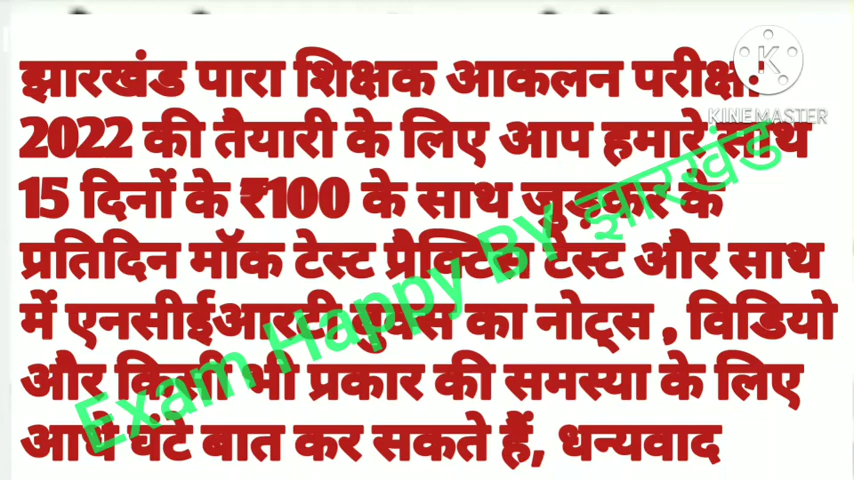 झारखंड पारा शिक्षक आकलन परीक्षा
2022 की तैयारी के लिए आप हमारे साथ
15 दिनों के ₹100 के साथ जुड़कर के
प्रतिदिन मॉक टेस्ट प्रैक्टिस टेस्ट और साथ
में एनसीईआरटी बुक्स का नोट्स , विडियो
और किसी भी प्रकार की समस्या के लिए
आधे घंटे बात कर सकते हैं, धन्यवाद
Exam Happy BY झारखंड
KINEMASTER